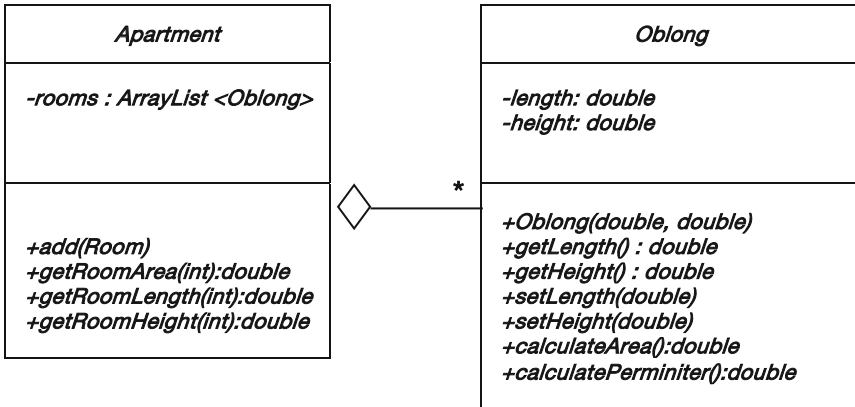 Apartment
-rooms : ArrayList <Oblong>
+add(Room)
+getRoomArea(int):double
+getRoomLength(int):double
+getRoomHeight(int):double
*
Oblong
-length: double
-height: double
+Oblong(double, double)
+getLength() : double
+getHeight() : double
+setLength(double)
+setHeight(double)
+calculateArea():double
+calculatePerminiter():double